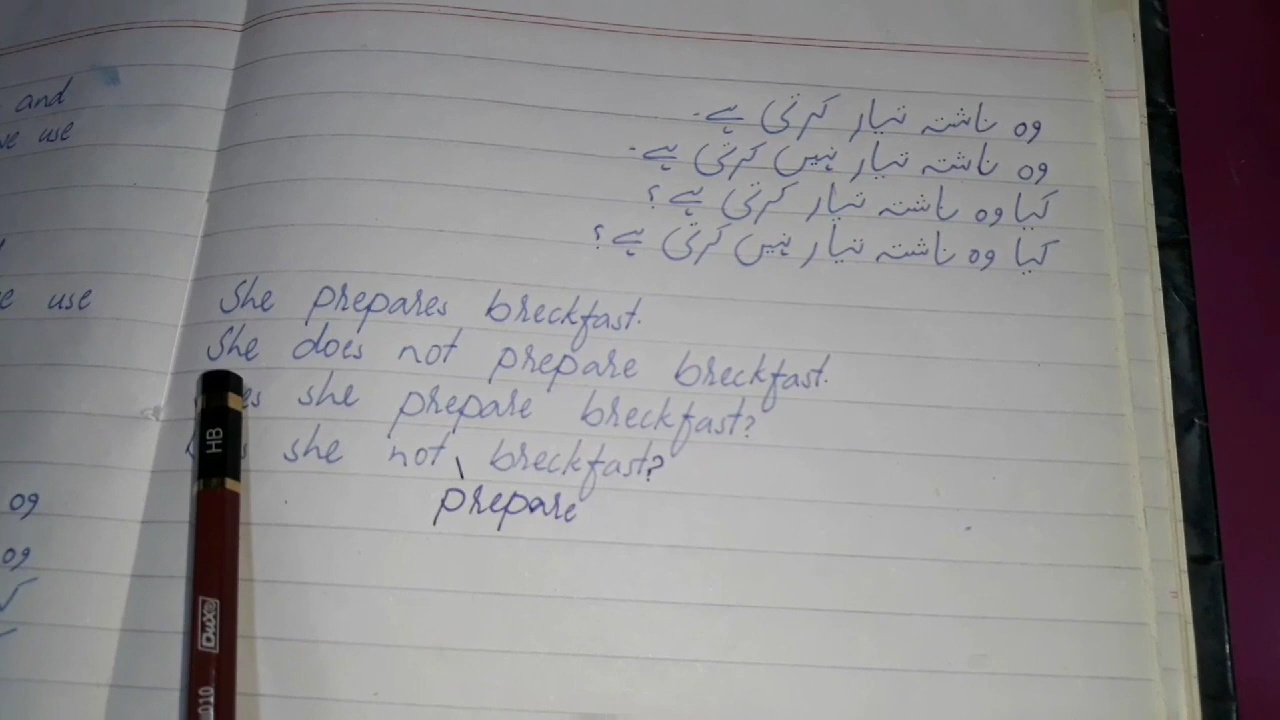 and
we use
وہ ناشتہ تیار کرتی ہے۔
وہ ناشتہ تیار نہیں کرتی ہے۔
کیا وہ ناشتہ تیار کرتی ہے؟
کیا وہ ناشتہ تیار نہیں کرتی ہے؟
use
She prepares breckfast.
She does not prepare breckfast.
she prepare breckfast?
she not breckfast?
prepare
وہ
وہ
HB
DUX